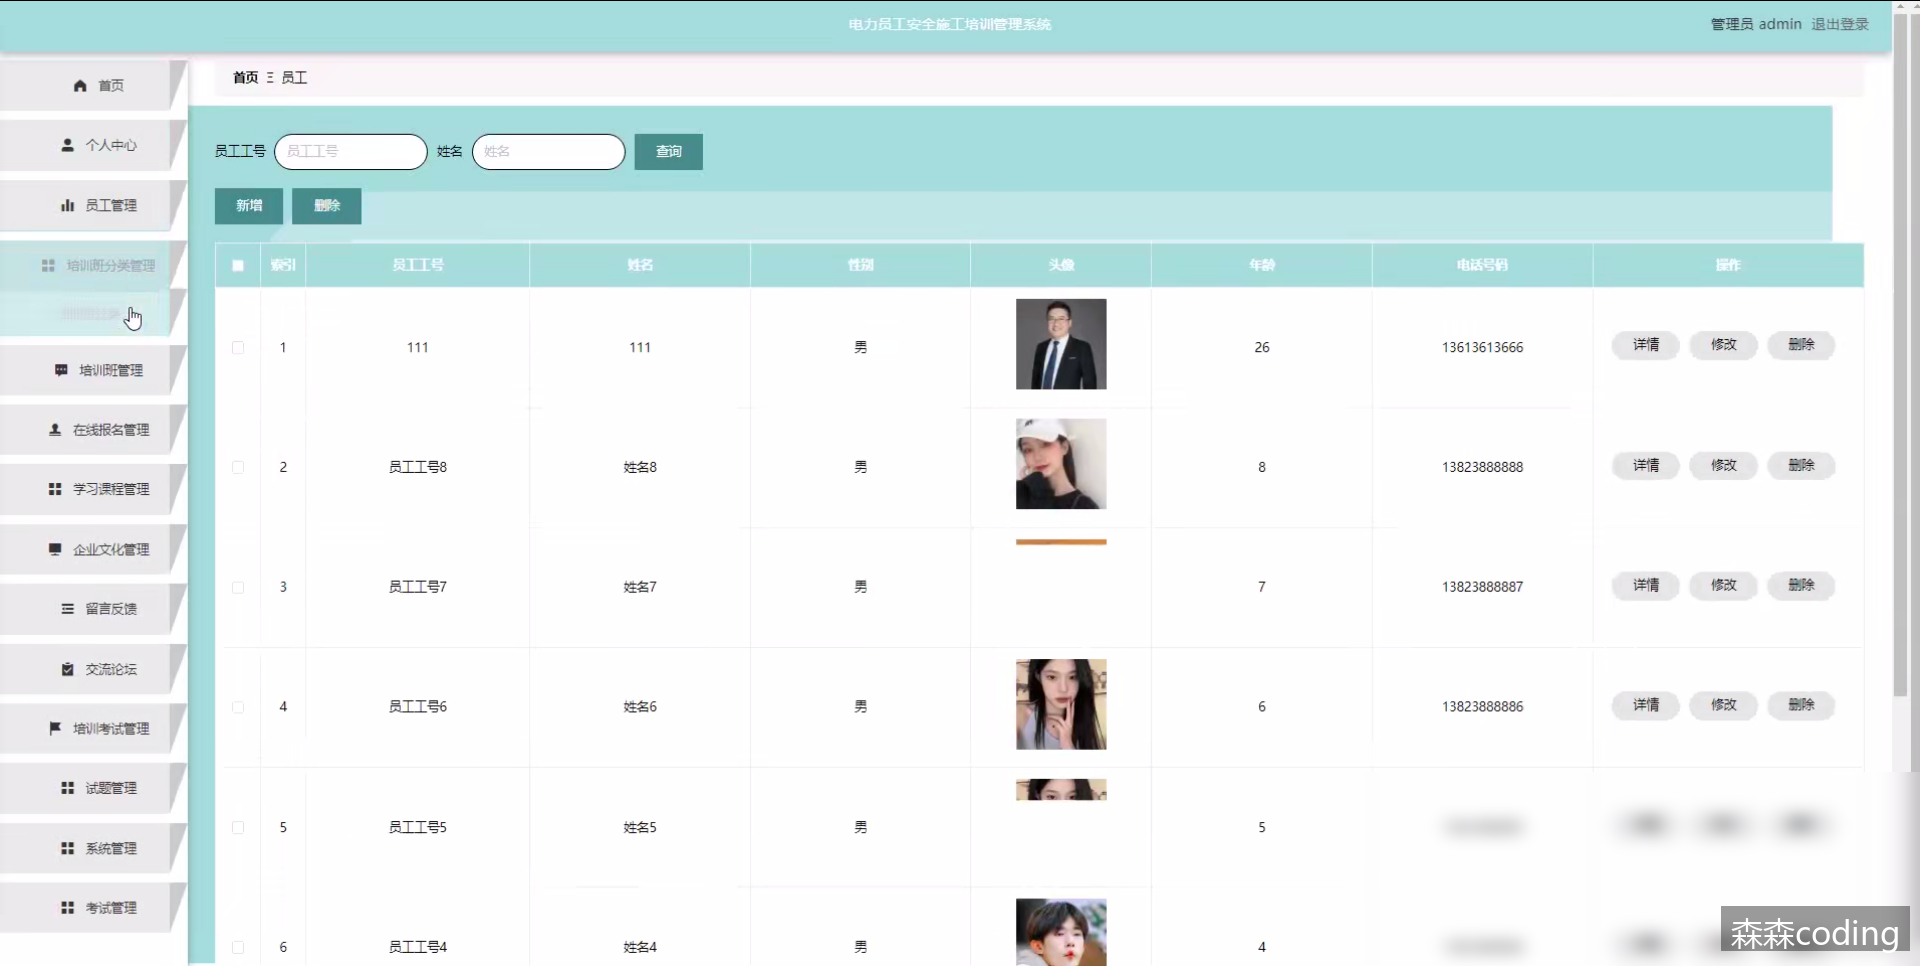 电力员工安全施工培训管理系统
管理员 admin 退出登录
首页
个人中心
员工管理
培训班分类管理
培训班管理
在线报名管理
学习课程管理
企业文化管理
留言反馈
交流论坛
培训考试管理
试题管理
系统管理
考试管理
首页 Ξ 员工
员工工号 员工工号 姓名 姓名 查询
新增 删除
索引 员工工号 姓名 性别 头像 年龄 电话号码 操作
1 111 111 男 26 13613613666 详情 修改 删除
2 员工工号8 姓名8 男 8 13823888888 详情 修改 删除
3 员工工号7 姓名7 男 7 13823888887 详情 修改 删除
4 员工工号6 姓名6 男 6 13823888886 详情 修改 删除
5 员工工号5 姓名5 男 5
6 员工工号4 姓名4 男 4
森森coding